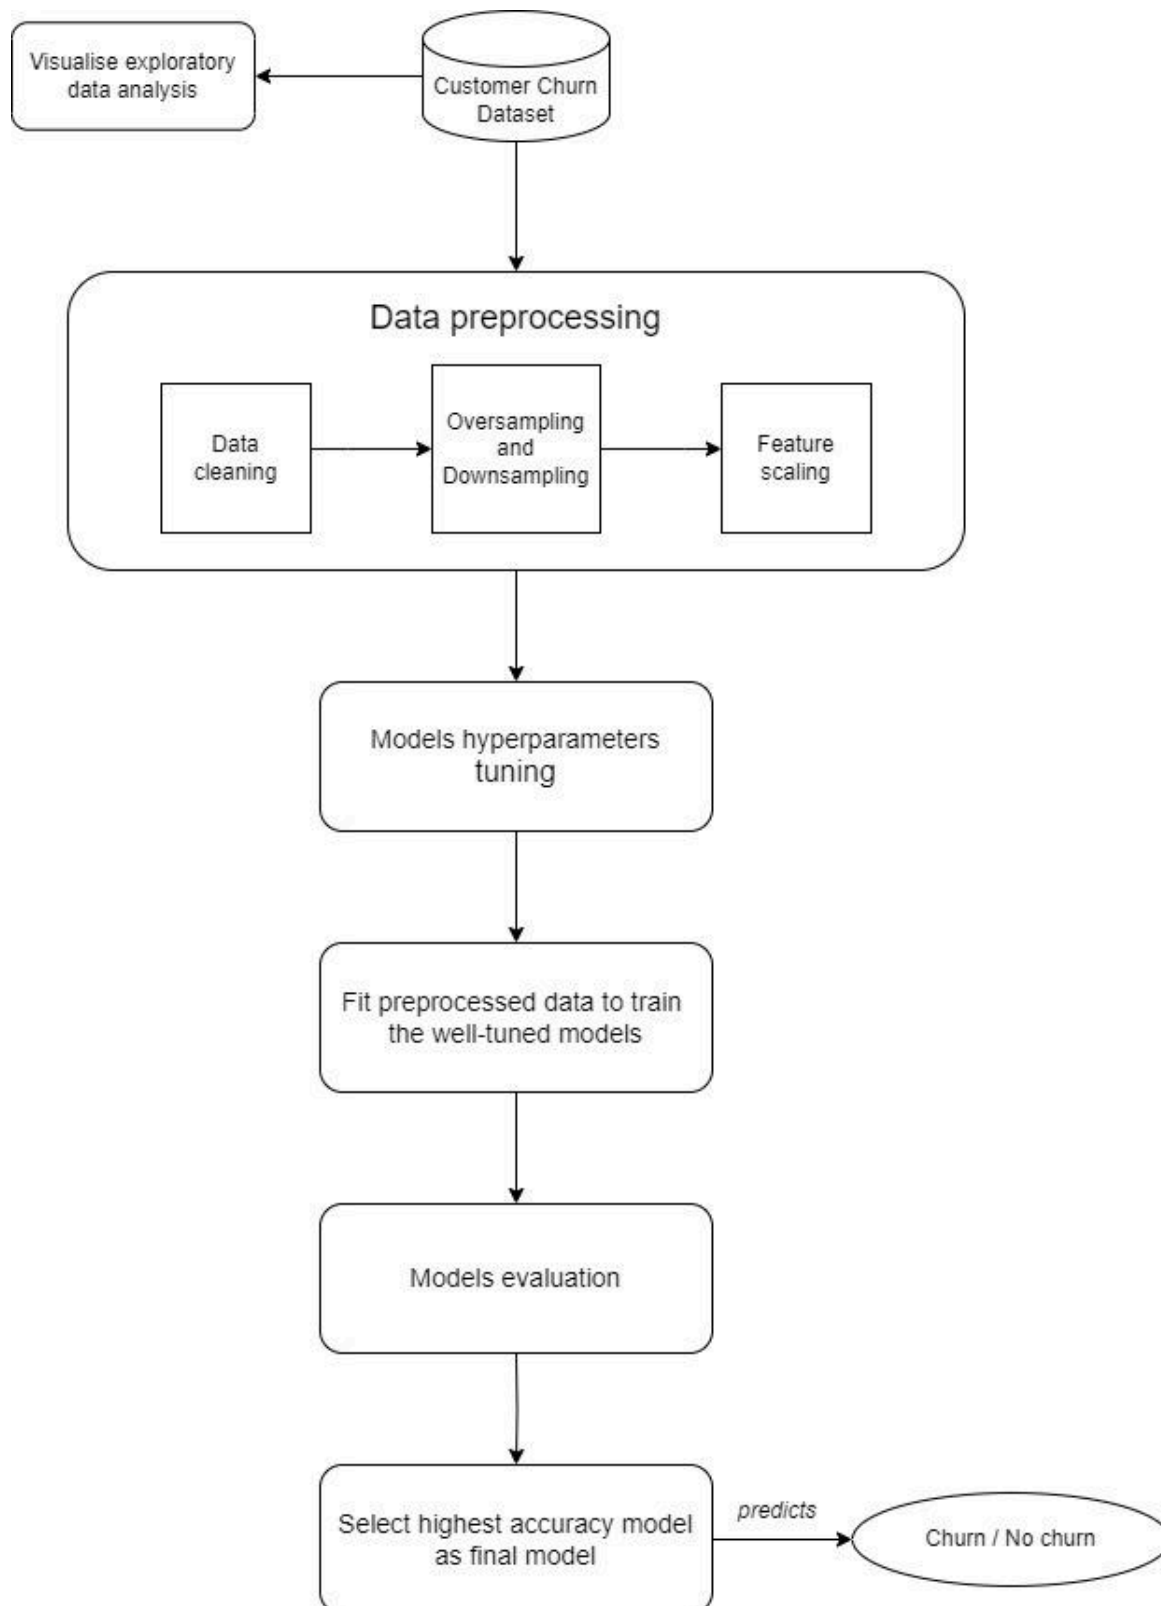 Visualise exploratory
data analysis
Customer Churn
Dataset
Data preprocessing
Data
cleaning
Oversampling
and
Downsampling
Feature
scaling
Models hyperparameters
tuning
Fit preprocessed data to train
the well-tuned models
Models evaluation
Select highest accuracy model
as final model
predicts
Churn / No churn